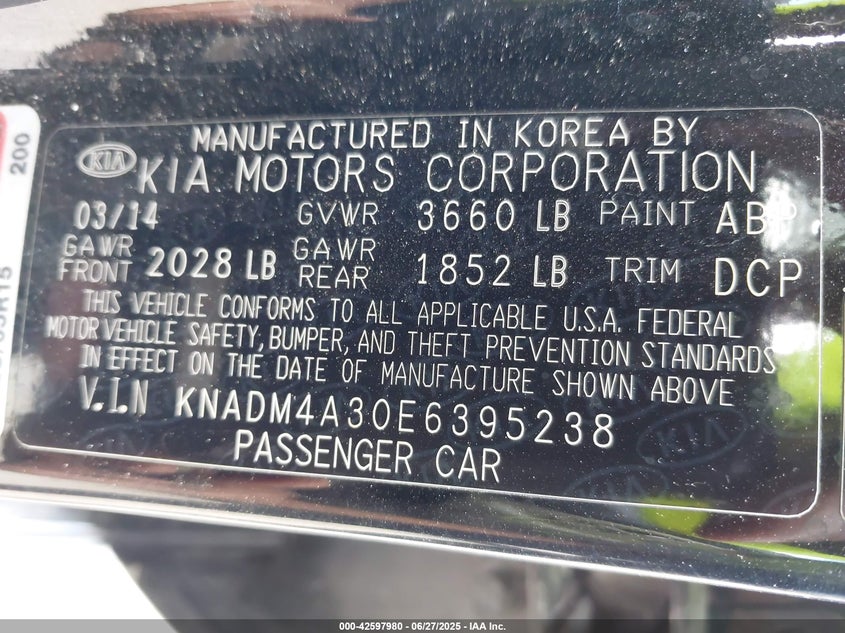 200
MANUFACTURED IN KOREA BY
KIA KIA MOTORS CORPORATION
03/14 GVWR 3660 LB PAINT ABP
GAWR FRONT 2028 LB GAWR REAR 1852 LB TRIM DCP
THIS VEHICLE CONFORMS TO ALL APPLICABLE U.S.A. FEDERAL
MOTOR VEHICLE SAFETY, BUMPER, AND THEFT PREVENTION STANDARDS
IN EFFECT ON THE DATE OF MANUFACTURE SHOWN ABOVE
V.I.N KNADM4A30E6395238
PASSENGER CAR
000-42597980 - 06/27/2025 - IAA Inc.